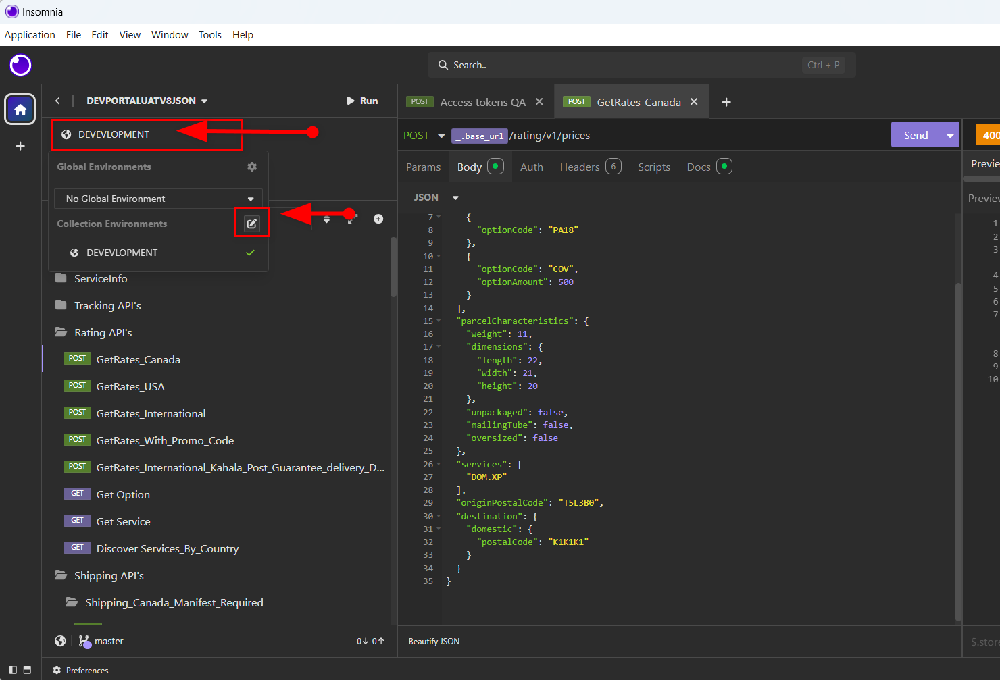 Insomnia
Application File Edit View Window Tools Help
Search.. Ctrl + P
DEVPORTALUATV8JSON Run
DEVEVLOPMENT
Global Environments
No Global Environment
Collection Environments
DEVEVLOPMENT
ServiceInfo
Tracking API's
Rating API's
POST GetRates_Canada
POST GetRates_USA
POST GetRates_International
POST GetRates_With_Promo_Code
POST GetRates_International_Kahala_Post_Guarantee_delivery_D...
GET Get Option
GET Get Service
GET Discover Services_By_Country
Shipping API's
Shipping_Canada_Manifest_Required
master 0 0
Preferences
POST Access tokens QA POST GetRates_Canada
POST _.base_url /rating/v1/prices Send
Params Body Auth Headers 6 Scripts Docs
JSON
7 {
8 "optionCode": "PA18"
9 },
10 {
11 "optionCode": "COV",
12 "optionAmount": 500
13 }
14 ],
15 "parcelCharacteristics": {
16 "weight": 11,
17 "dimensions": {
18 "length": 22,
19 "width": 21,
20 "height": 20
21 },
22 "unpackaged": false,
23 "mailingTube": false,
24 "oversized": false
25 },
26 "services": [
27 "DOM.XP"
28 ],
29 "originPostalCode": "T5L3B0",
30 "destination": {
31 "domestic": {
32 "postalCode": "K1K1K1"
33 }
34 }
35 }
Beautify JSON
400
Previe
Preview
1
2
3
4
5
6
7
8
9
10
$.store